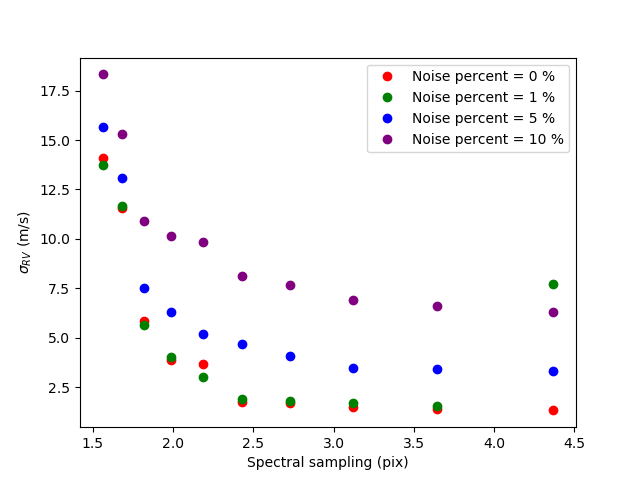 Noise percent = 0 %
Noise percent = 1 %
Noise percent = 5 %
Noise percent = 10 %
17.5
15.0
12.5
10.0
7.5
5.0
2.5
σRV (m/s)
1.5 2.0 2.5 3.0 3.5 4.0 4.5
Spectral sampling (pix)